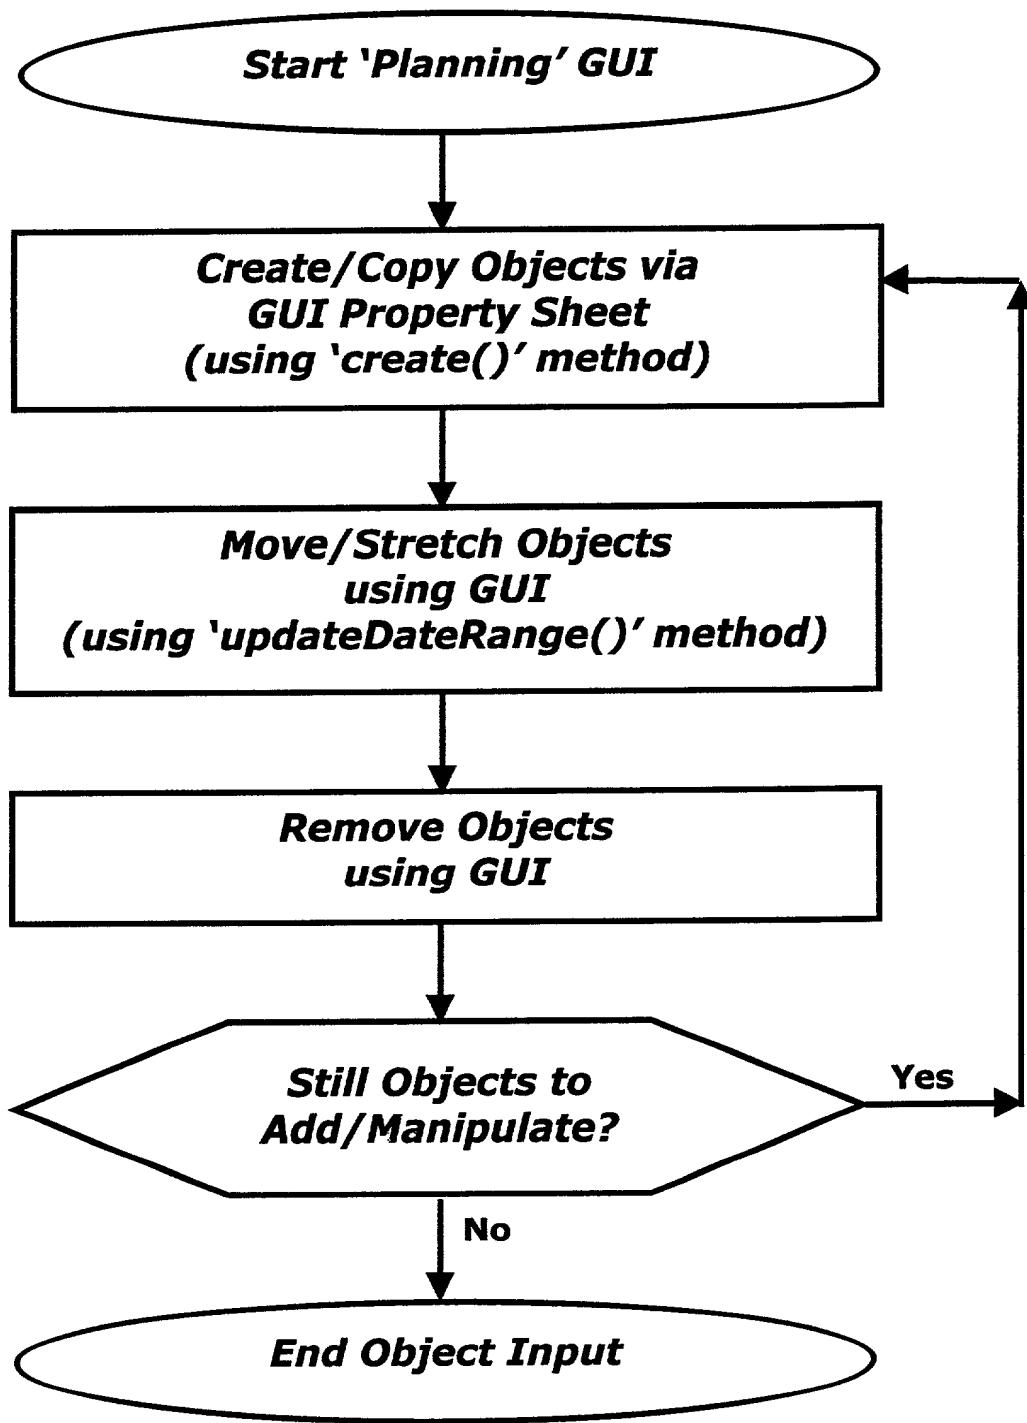 Start ‘Planning’ GUI
Create/Copy Objects via
GUI Property Sheet
(using ‘create()’ method)
Move/Stretch Objects
using GUI
(using ‘updateDateRange()’ method)
Remove Objects
using GUI
Still Objects to
Add/Manipulate?
Yes
No
End Object Input